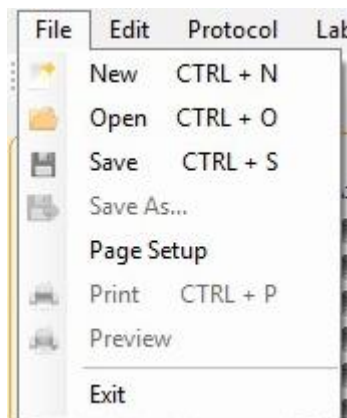 File Edit Protocol
New CTRL + N
Open CTRL + O
Save CTRL + S
Save As...
Page Setup
Print CTRL + P
Preview
Exit